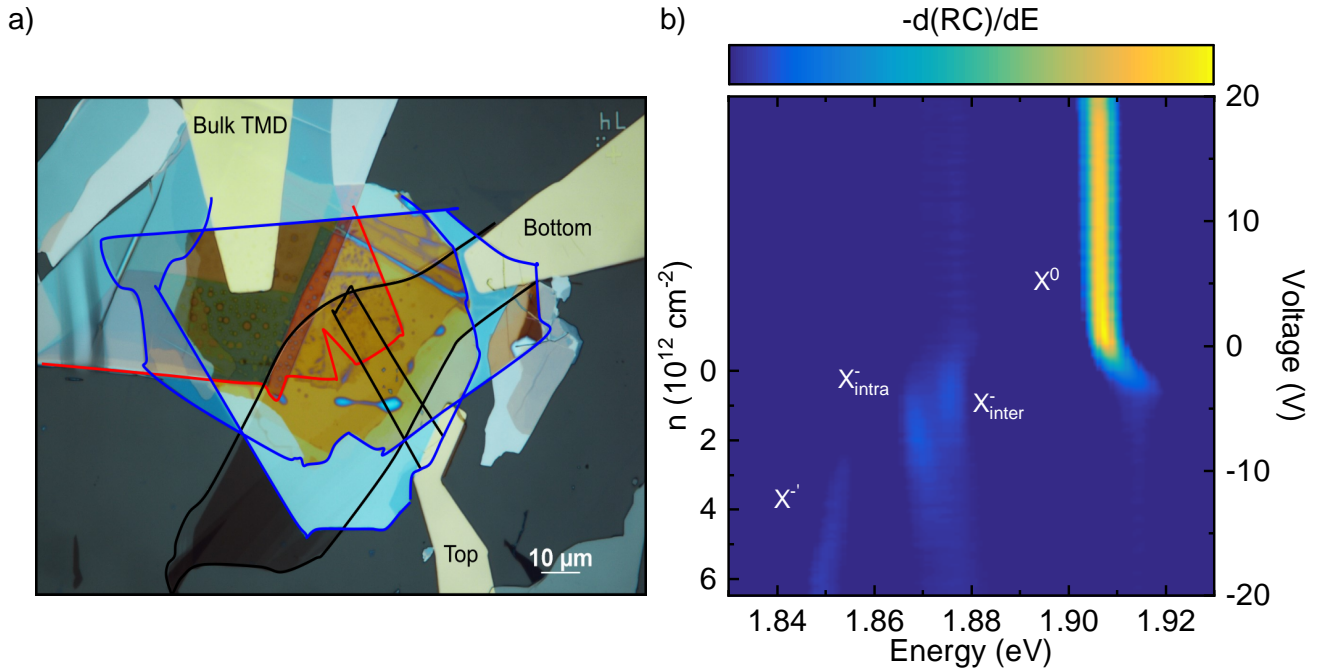 a)
Bulk TMD
h L
Bottom
Top
10 µm
b)
-d(RC)/dE
X⁰
X⁻intra
X⁻inter
X⁻'
n (10¹² cm⁻²)
0
2
4
6
Voltage (V)
20
10
0
-10
-20
1.84 1.86 1.88 1.90 1.92
Energy (eV)